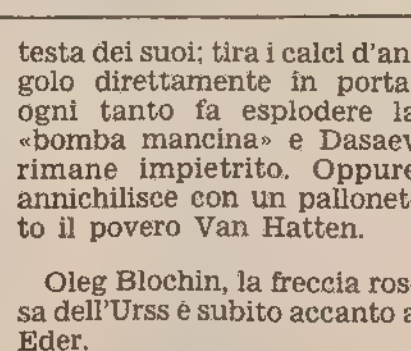 testa dei suoi; tira i calci d'an
golo direttamente in porta
ogni tanto fa esplodere la
«bomba mancina» e Dasaev
rimane impietrito. Oppure
annichilisce con un pallonet-
to il povero Van Hatten.
Oleg Blochin, la freccia ros-
sa dell'Urss è subito accanto a
Eder.